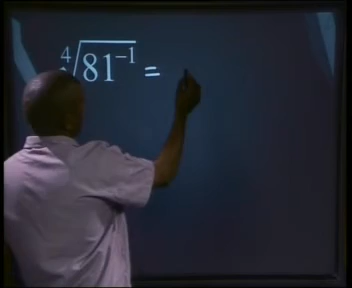 ⁴√81⁻¹ =